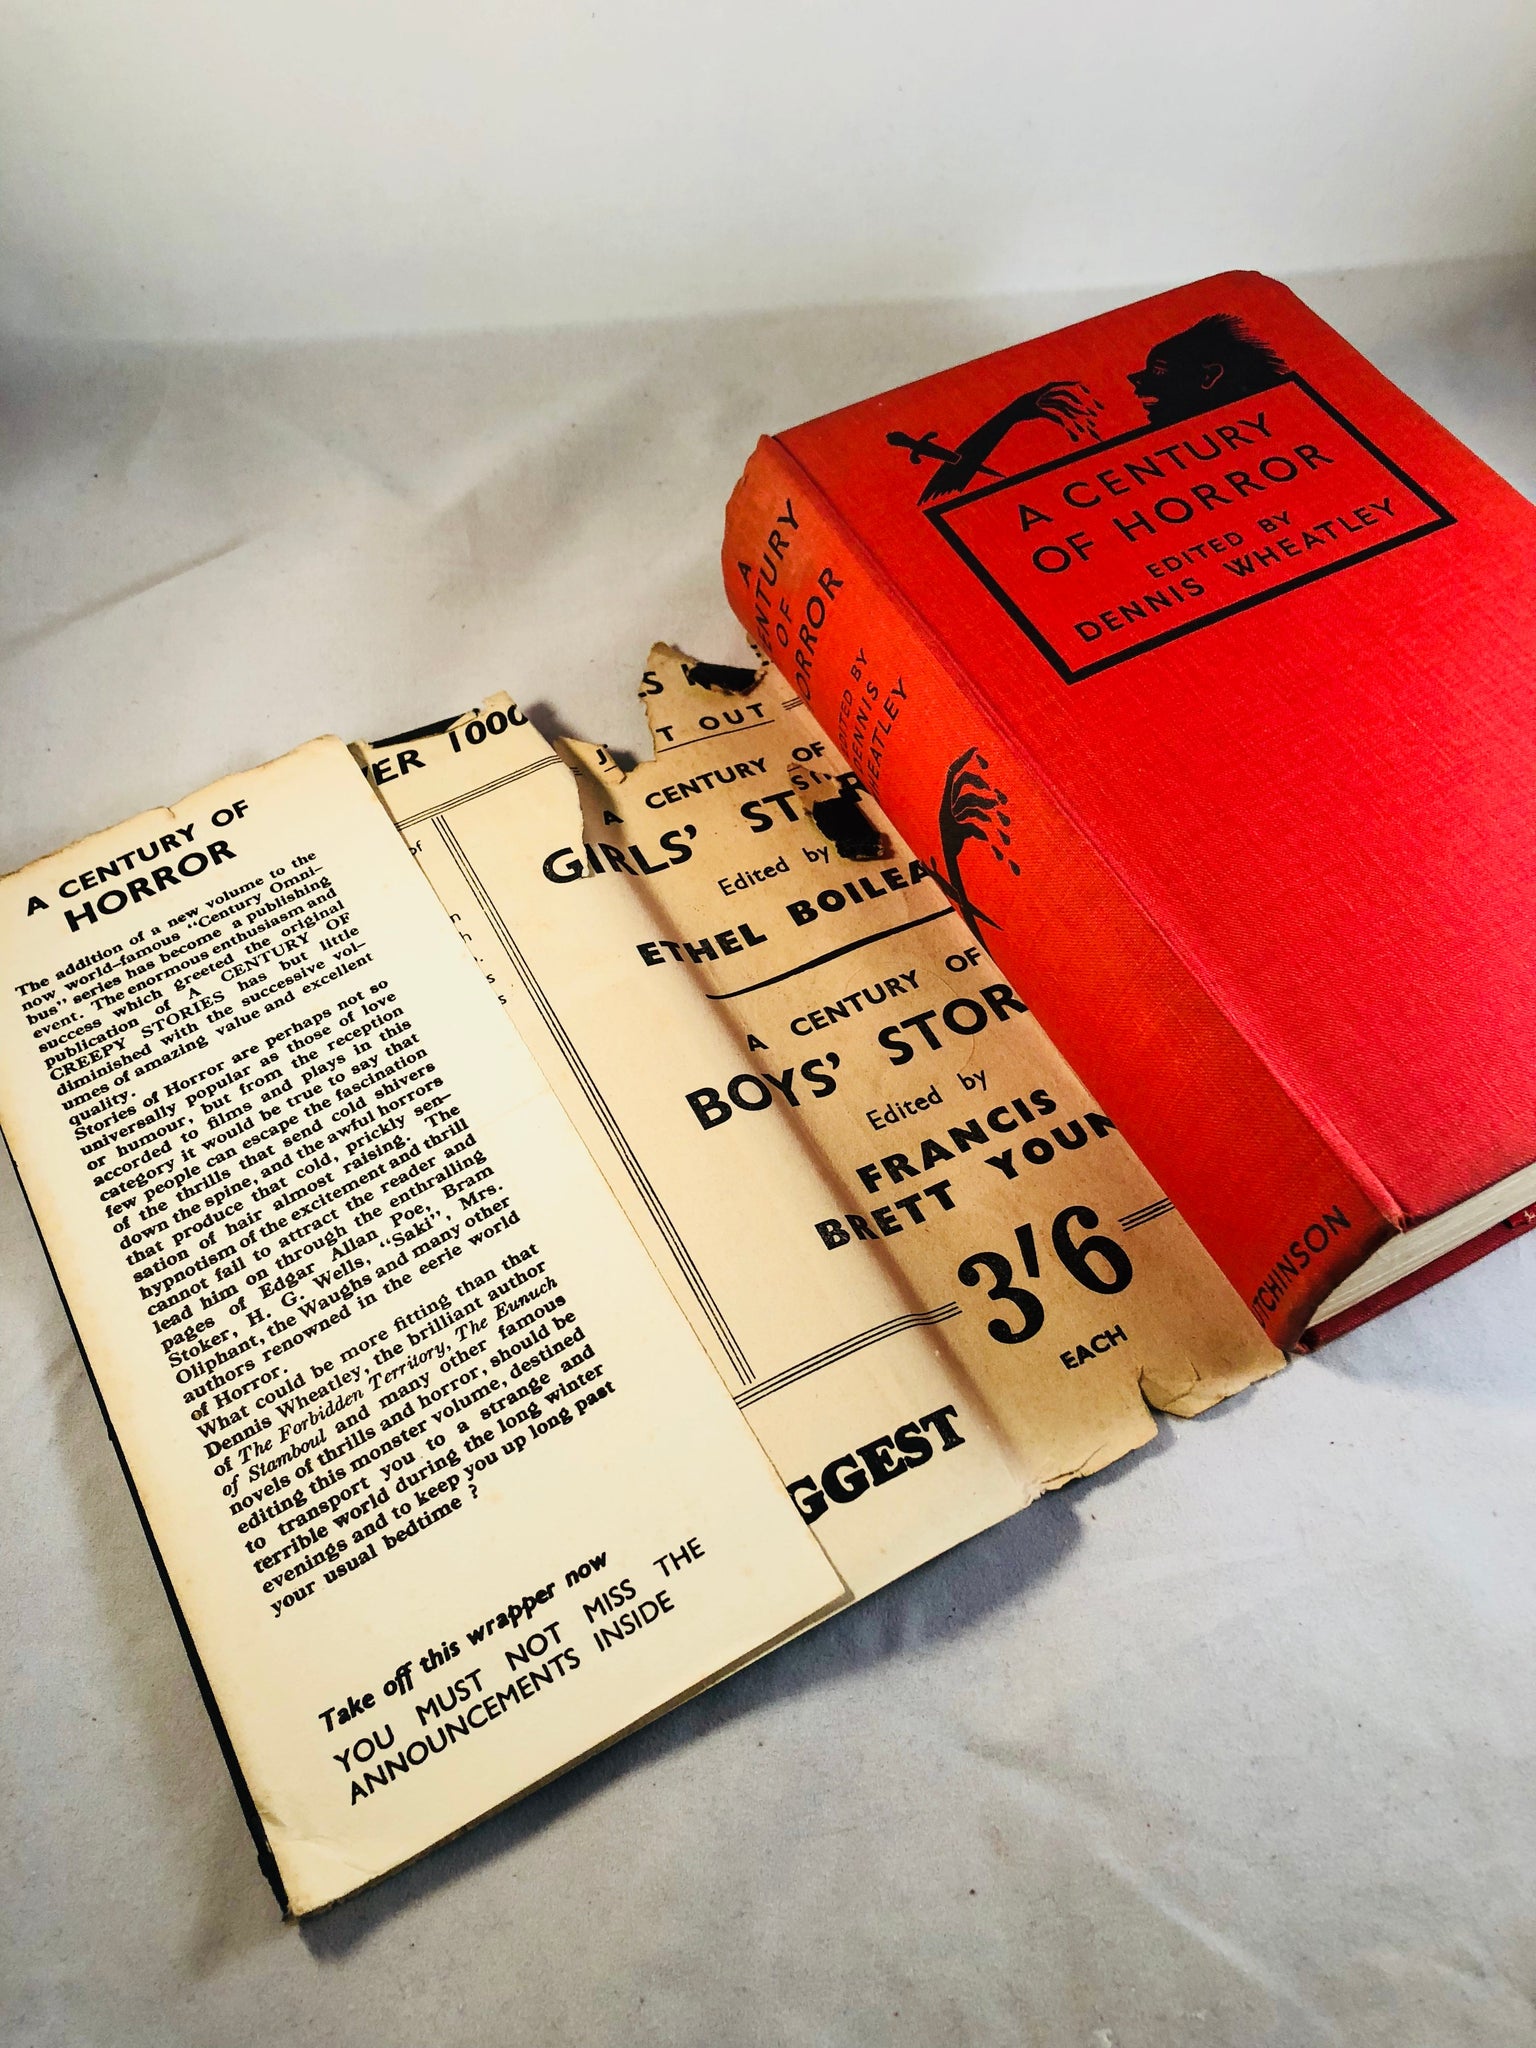 A CENTURY OF
HORROR
The addition of a new volume to the
now world-famous "Century Omni-
bus" series has become a publishing
event. The enormous enthusiasm and
success which greeted the original
publication of A CENTURY OF
CREEPY STORIES has but little
diminished with the successive vol-
umes of amazing value and excellent
quality.
Stories of Horror are perhaps not so
universally popular as those of love
or humour, but from the reception
accorded to films and plays in this
category it would be true to say that
few people can escape the fascination
of the thrills that send cold shivers
down the spine, and the awful horrors
that produce that cold, prickly sen-
sation of hair almost raising. The
hypnotism of the excitement and thrill
cannot fail to attract the reader and
lead him on through the enthralling
pages of Edgar Allan Poe, Bram
Stoker, H. G. Wells, "Saki", Mrs.
Oliphant, the Waughs and many other
authors renowned in the eerie world
of Horror.
What could be more fitting than that
Dennis Wheatley, the brilliant author
of The Forbidden Territory, The Eunuch
of Stamboul and many other famous
novels of thrills and horror, should be
editing this monster volume, destined
to transport you to a strange and
terrible world during the long winter
evenings and to keep you up long past
your usual bedtime ?
Take off this wrapper now
YOU MUST NOT MISS THE
ANNOUNCEMENTS INSIDE
ER 1000
OUT
A CENTURY OF
GIRLS' ST
Edited by
ETHEL BOILEA
A CENTURY OF
BOYS' STOR
Edited by
FRANCIS
BRETT YOUN
3'6
EACH
GGEST
A
ENTURY
OF
ORROR
EDITED BY
DENNIS
HEATLEY
TCHINSON
A CENTURY
OF HORROR
EDITED BY
DENNIS WHEATLEY